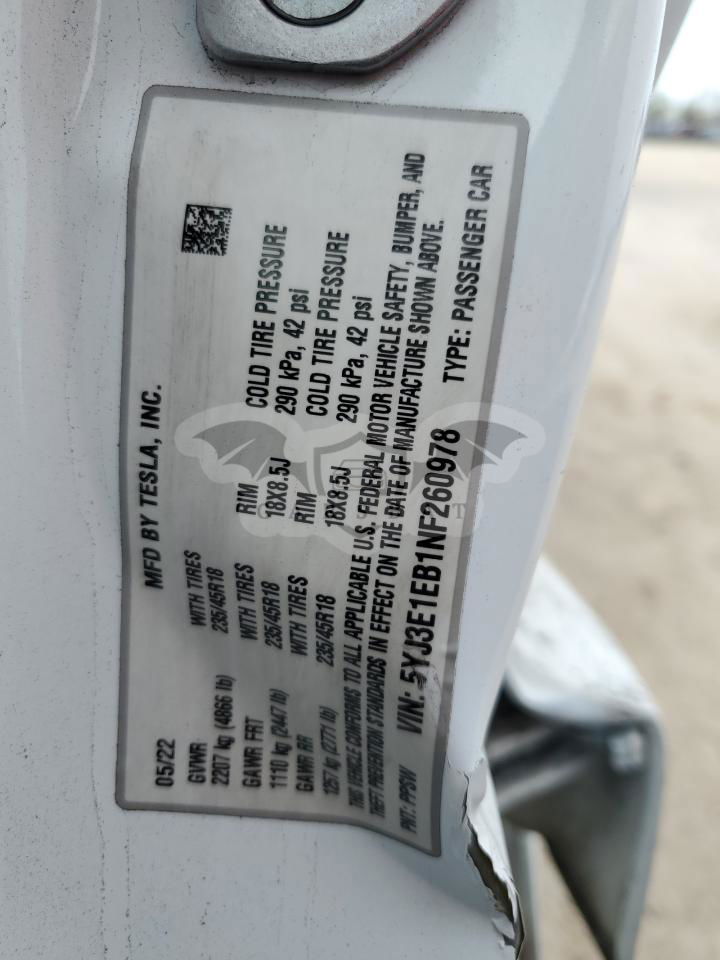 MFD BY TESLA, INC.
05/22
GVWR
2207 kg (4866 lb)
WITH TIRES
235/45R18
RIM
18X8.5J
COLD TIRE PRESSURE
290 kPa, 42 psi
GAWR FRT
1110 kg (2447 lb)
WITH TIRES
235/45R18
RIM
18X8.5J
COLD TIRE PRESSURE
290 kPa, 42 psi
GAWR RR
1257 kg (2771 lb)
235/45R18
THIS VEHICLE CONFORMS TO ALL APPLICABLE U.S. FEDERAL MOTOR VEHICLE SAFETY, BUMPER, AND
THEFT PREVENTION STANDARDS IN EFFECT ON THE DATE OF MANUFACTURE SHOWN ABOVE.
PNT: PPSW
VIN: 5YJ3E1EB1NF260978
TYPE: PASSENGER CAR